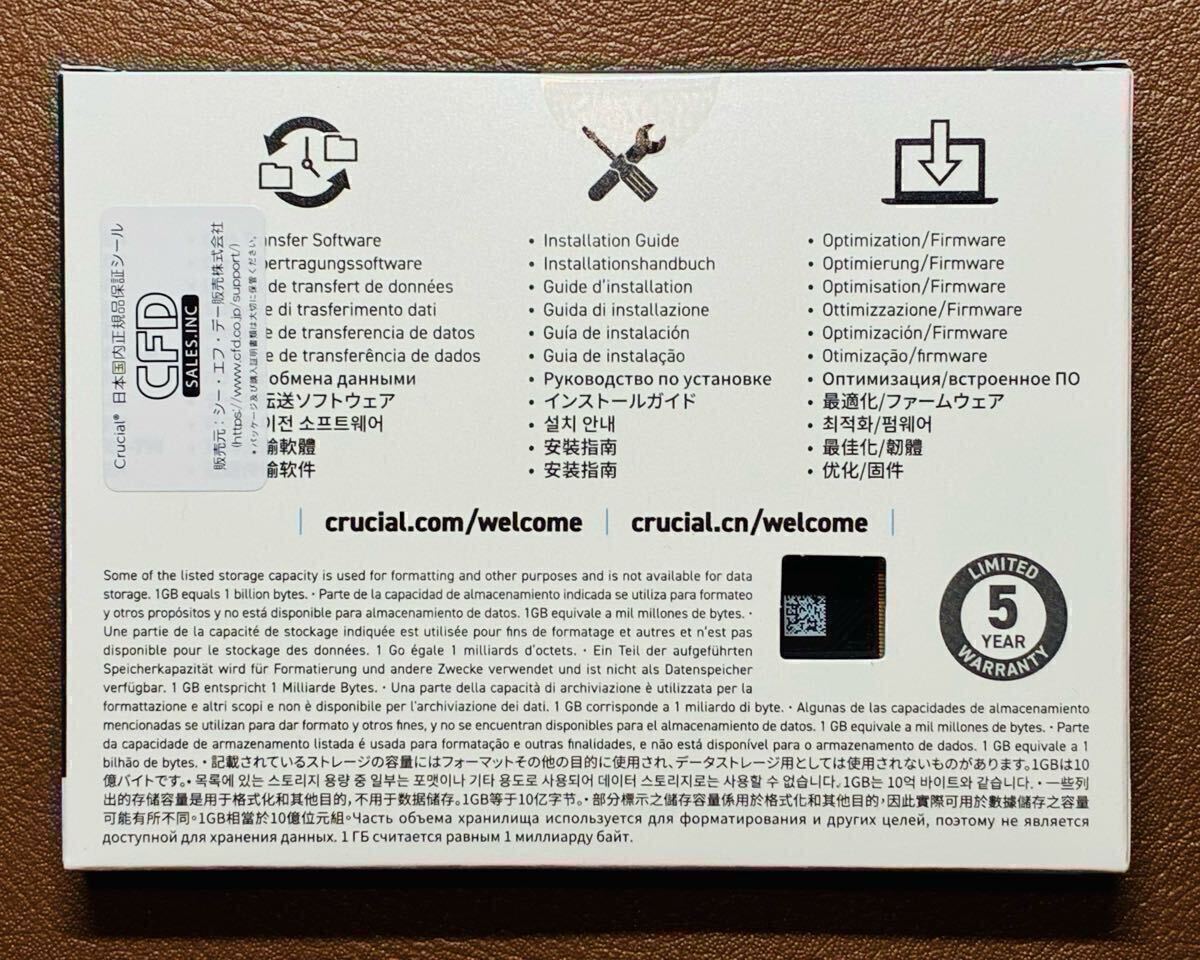 Crucial® 日本国内正規品保証シール
CFD
SALES.INC
販売元：シー・エフ・デー販売株式会社
(https://www.cfd.co.jp/support/)
*パッケージ及び購入証明書類は大切に保管ください。
nsfer Software
bertragungssoftware
de transfert de données
e di trasferimento dati
e de transferencia de datos
e de transferência de dados
обмена данными
転送ソフトウェア
이전 소프트웨어
輸軟體
输软件
• Installation Guide
• Installationshandbuch
• Guide d'installation
• Guida di installazione
• Guía de instalación
• Guia de instalação
• Руководство по установке
• インストールガイド
• 설치 안내
• 安裝指南
• 安装指南
• Optimization/Firmware
• Optimierung/Firmware
• Optimisation/Firmware
• Ottimizzazione/Firmware
• Optimización/Firmware
• Otimização/firmware
• Оптимизация/встроенное ПО
• 最適化/ファームウェア
• 최적화/펌웨어
• 最佳化/韌體
• 优化/固件
crucial.com/welcome
crucial.cn/welcome
Some of the listed storage capacity is used for formatting and other purposes and is not available for data
storage. 1GB equals 1 billion bytes. • Parte de la capacidad de almacenamiento indicada se utiliza para formateo
y otros propósitos y no está disponible para almacenamiento de datos. 1GB equivale a mil millones de bytes. •
Une partie de la capacité de stockage indiquée est utilisée pour fins de formatage et autres et n'est pas
disponible pour le stockage des données. 1 Go égale 1 milliards d'octets. • Ein Teil der aufgeführten
Speicherkapazität wird für Formatierung und andere Zwecke verwendet und ist nicht als Datenspeicher
verfügbar. 1 GB entspricht 1 Milliarde Bytes. • Una parte della capacità di archiviazione è utilizzata per la
formattazione e altri scopi e non è disponibile per l'archiviazione dei dati. 1 GB corrisponde a 1 miliardo di byte. • Algunas de las capacidades de almacenamiento
mencionadas se utilizan para dar formato y otros fines, y no se encuentran disponibles para el almacenamiento de datos. 1 GB equivale a mil millones de bytes. • Parte
da capacidade de armazenamento listada é usada para formatação e outras finalidades, e não está disponível para o armazenamento de dados. 1 GB equivale a 1
bilhão de bytes. • 記載されているストレージの容量にはフォーマットその他の目的に使用され、データストレージ用としては使用されないものがあります。1GBは10
億バイトです。• 목록에 있는 스토리지 용량 중 일부는 포맷이나 기타 용도로 사용되어 데이터 스토리지로는 사용할 수 없습니다. 1GB는 10억 바이트와 같습니다. • 一些列
出的存储容量是用于格式化和其他目的，不用于数据储存。1GB等于10亿字节。• 部分標示之儲存容量係用於格式化和其他目的，因此實際可用於數據儲存之容量
可能有所不同。1GB相當於10億位元組。Часть объема хранилища используется для форматирования и других целей, поэтому не является
доступной для хранения данных. 1 ГБ считается равным 1 миллиарду байт.
LIMITED
5
YEAR
WARRANTY